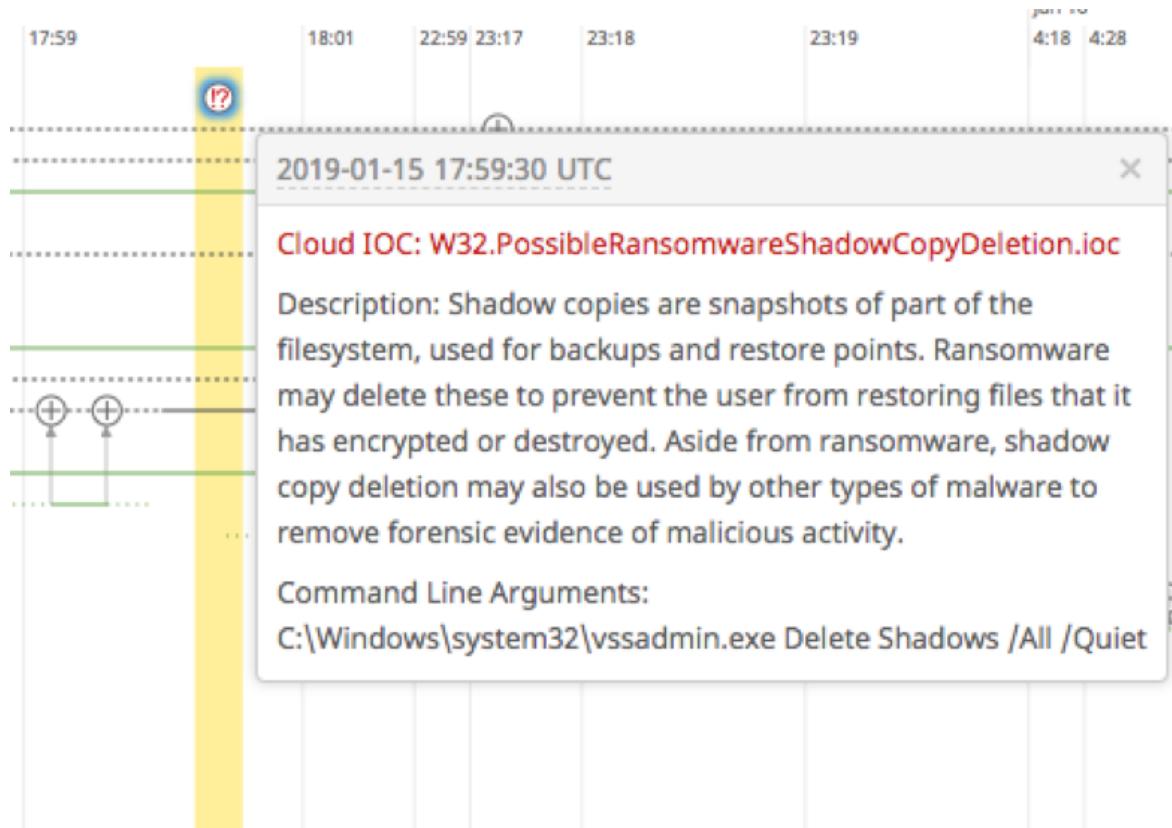 17:59 18:01 22:59 23:17 23:18 23:19 4:18 4:28
!?
2019-01-15 17:59:30 UTC ×
Cloud IOC: W32.PossibleRansomwareShadowCopyDeletion.ioc
Description: Shadow copies are snapshots of part of the
filesystem, used for backups and restore points. Ransomware
may delete these to prevent the user from restoring files that it
has encrypted or destroyed. Aside from ransomware, shadow
copy deletion may also be used by other types of malware to
remove forensic evidence of malicious activity.
Command Line Arguments:
C:\Windows\system32\vssadmin.exe Delete Shadows /All /Quiet